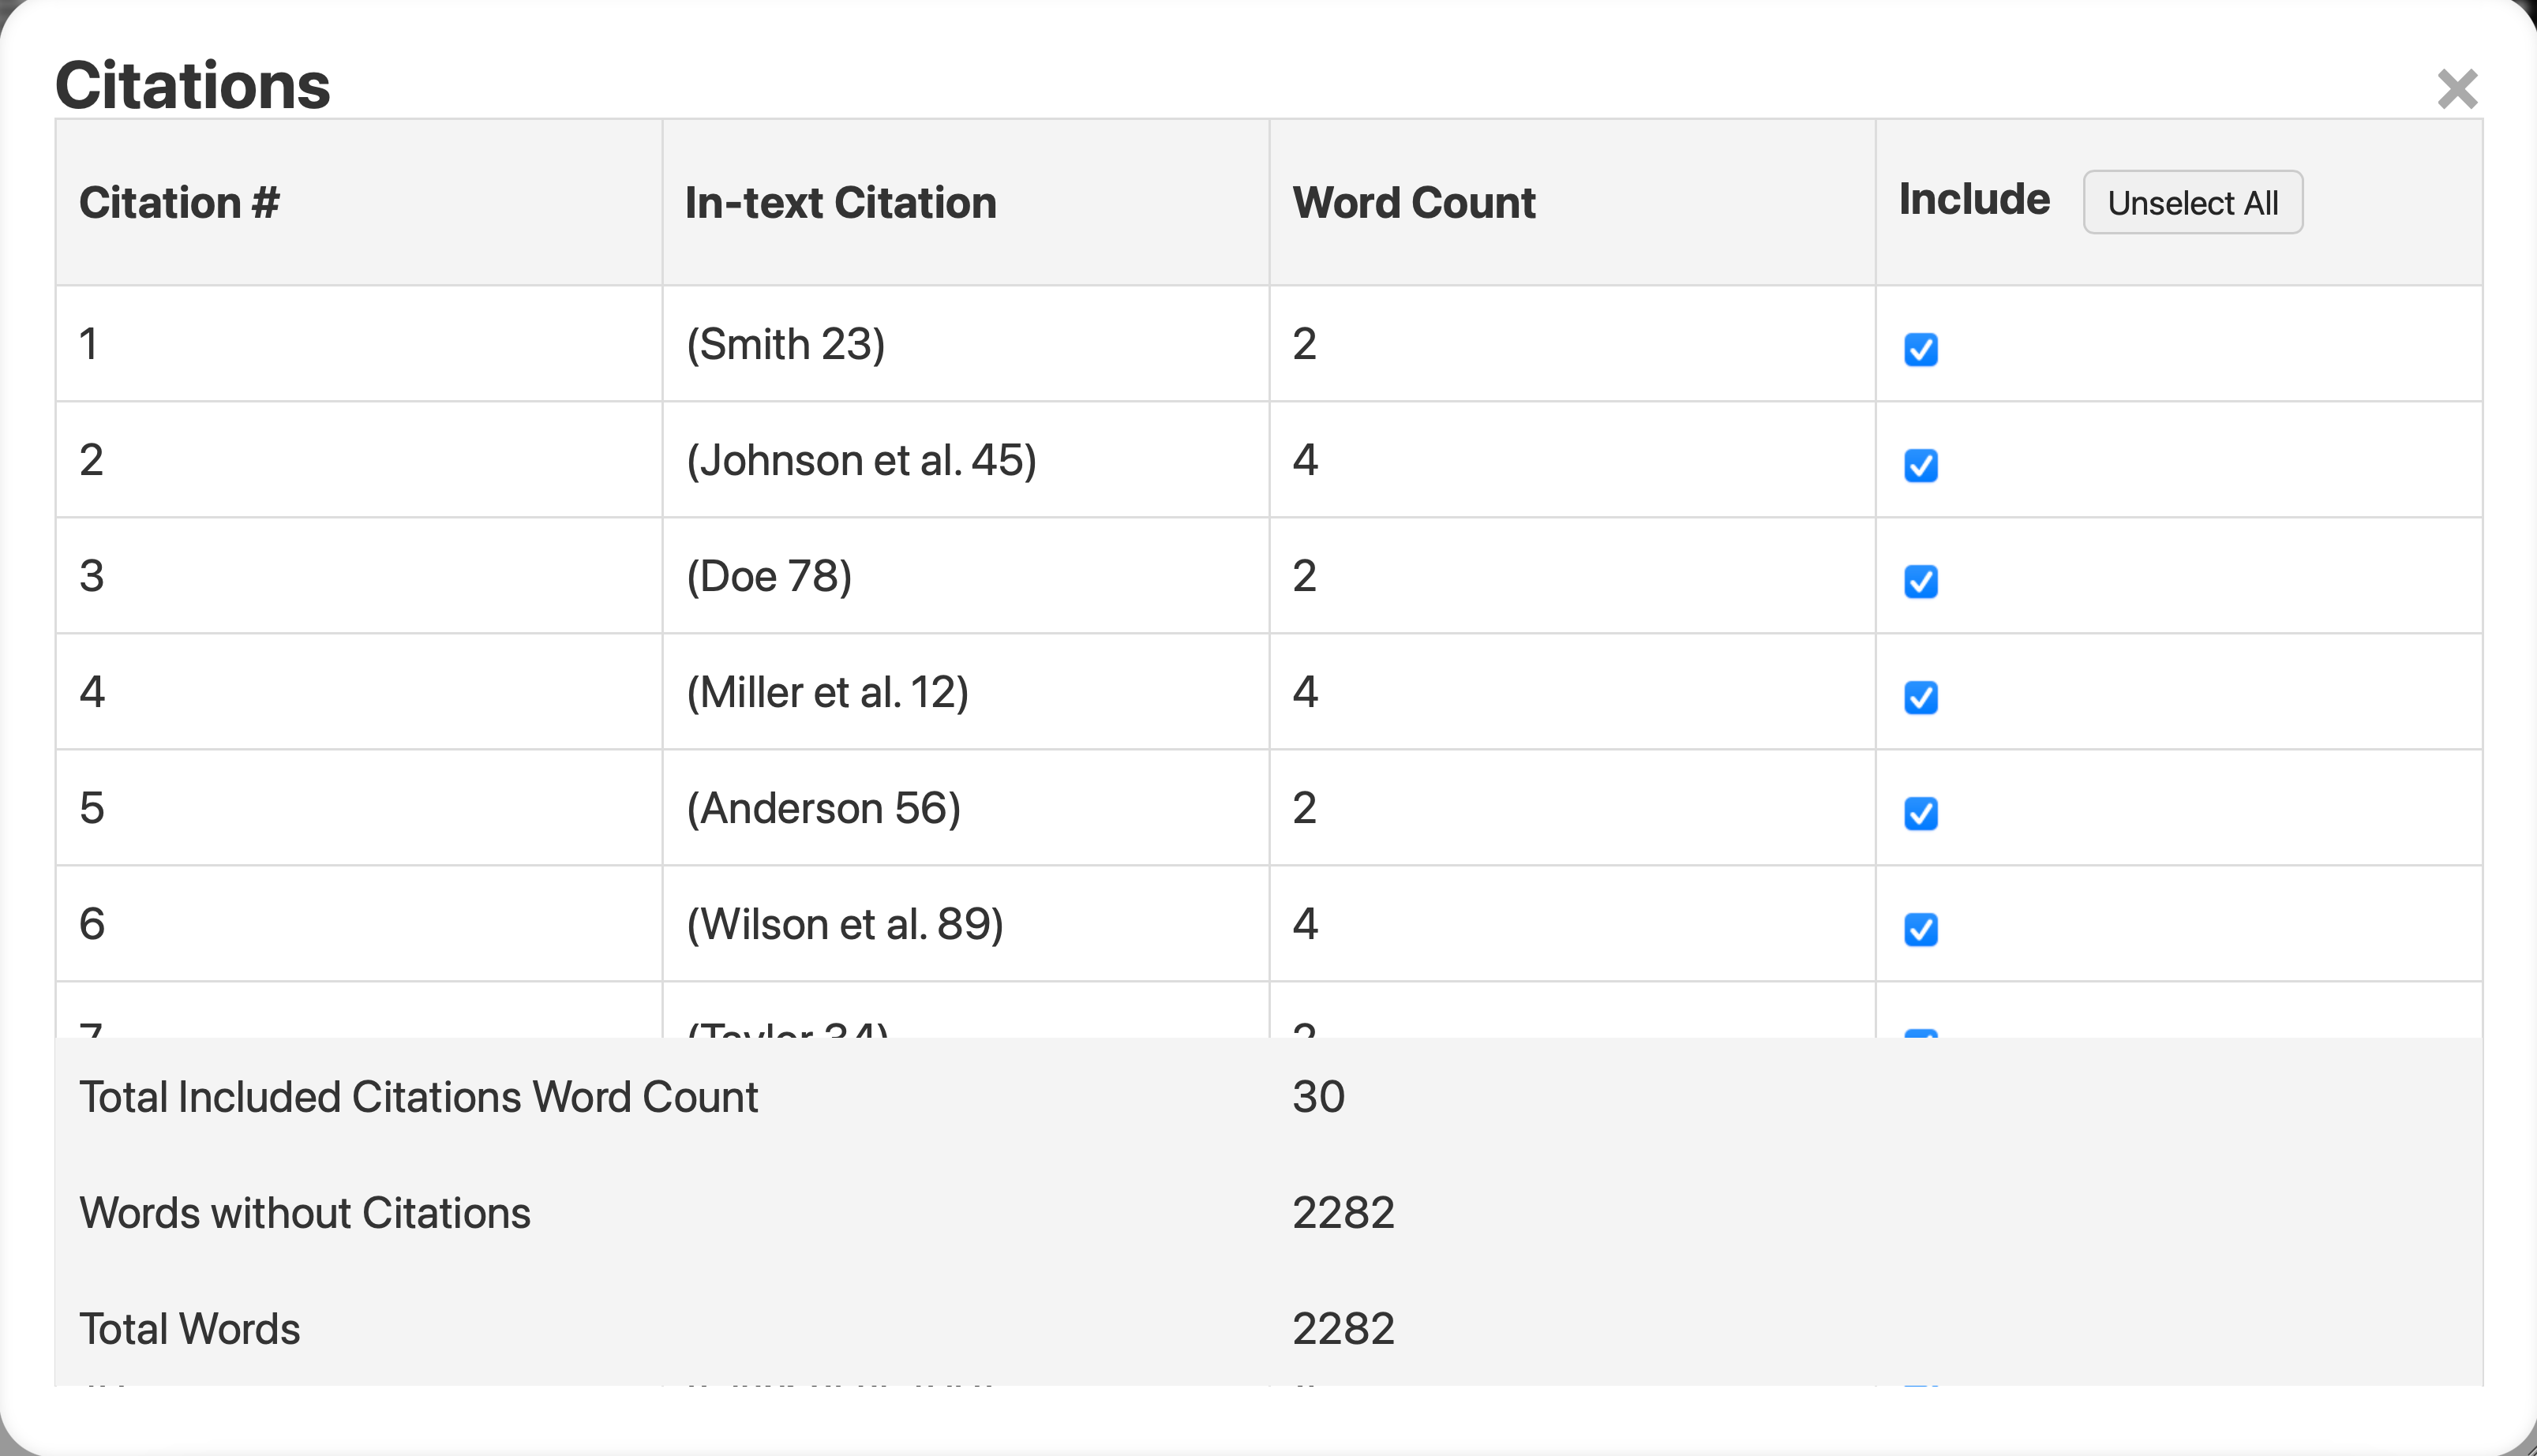 Citations
Citation # In-text Citation Word Count Include Unselect All
1 (Smith 23) 2
2 (Johnson et al. 45) 4
3 (Doe 78) 2
4 (Miller et al. 12) 4
5 (Anderson 56) 2
6 (Wilson et al. 89) 4
7 (Taylor 34) 2
Total Included Citations Word Count 30
Words without Citations 2282
Total Words 2282